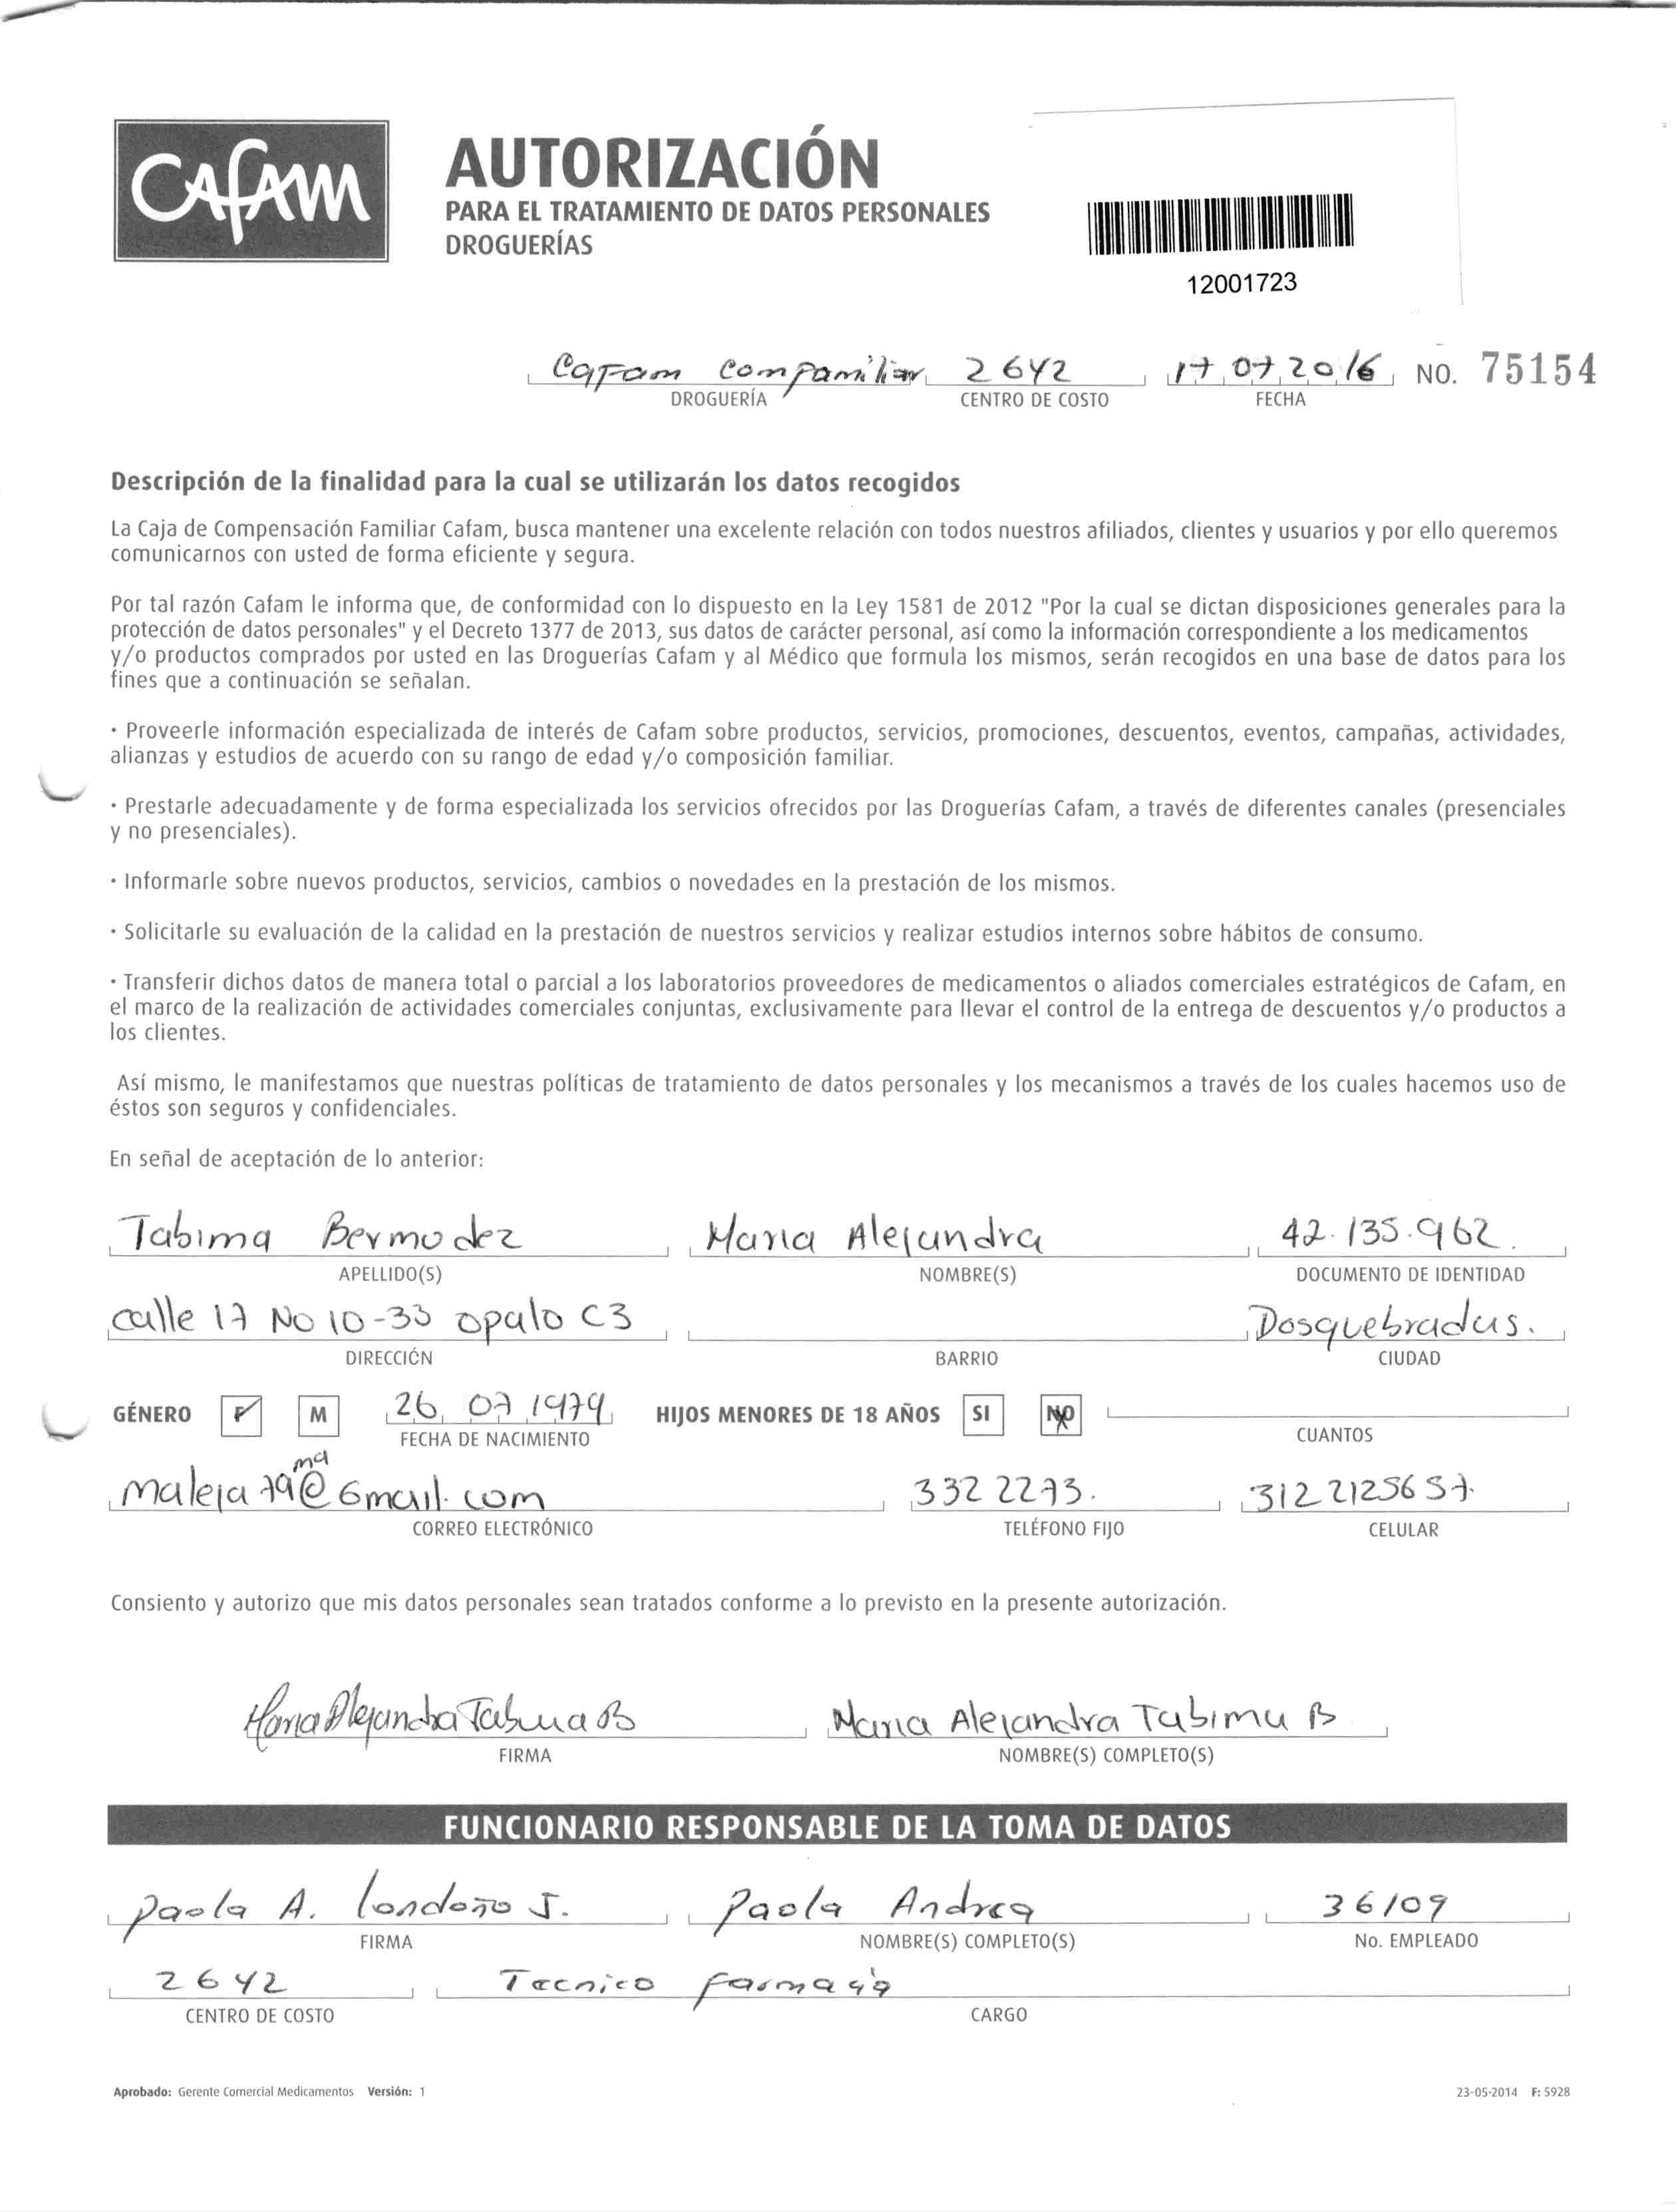 CAFAM
AUTORIZACIÓN
PARA EL TRATAMIENTO DE DATOS PERSONALES
DROGUERÍAS
12001723
Cafam Comfamiliar 2642 17 07 2016 NO. 75154
DROGUERÍA CENTRO DE COSTO FECHA
Descripción de la finalidad para la cual se utilizarán los datos recogidos
La Caja de Compensación Familiar Cafam, busca mantener una excelente relación con todos nuestros afiliados, clientes y usuarios y por ello queremos
comunicarnos con usted de forma eficiente y segura.
Por tal razón Cafam le informa que, de conformidad con lo dispuesto en la Ley 1581 de 2012 "Por la cual se dictan disposiciones generales para la
protección de datos personales" y el Decreto 1377 de 2013, sus datos de carácter personal, así como la información correspondiente a los medicamentos
y/o productos comprados por usted en las Droguerías Cafam y al Médico que formula los mismos, serán recogidos en una base de datos para los
fines que a continuación se señalan.
· Proveerle información especializada de interés de Cafam sobre productos, servicios, promociones, descuentos, eventos, campañas, actividades,
alianzas y estudios de acuerdo con su rango de edad y/o composición familiar.
· Prestarle adecuadamente y de forma especializada los servicios ofrecidos por las Droguerías Cafam, a través de diferentes canales (presenciales
y no presenciales).
· Informarle sobre nuevos productos, servicios, cambios o novedades en la prestación de los mismos.
· Solicitarle su evaluación de la calidad en la prestación de nuestros servicios y realizar estudios internos sobre hábitos de consumo.
· Transferir dichos datos de manera total o parcial a los laboratorios proveedores de medicamentos o aliados comerciales estratégicos de Cafam, en
el marco de la realización de actividades comerciales conjuntas, exclusivamente para llevar el control de la entrega de descuentos y/o productos a
los clientes.
Así mismo, le manifestamos que nuestras políticas de tratamiento de datos personales y los mecanismos a través de los cuales hacemos uso de
éstos son seguros y confidenciales.
En señal de aceptación de lo anterior:
Tabima Bermudez Maria Alejandra 42.135.962.
APELLIDO(S) NOMBRE(S) DOCUMENTO DE IDENTIDAD
calle 17 No 10-33 opalo C3 Dosquebradas.
DIRECCIÓN BARRIO CIUDAD
GÉNERO F M 26 07 1979 HIJOS MENORES DE 18 AÑOS SI NO
FECHA DE NACIMIENTO CUANTOS
maleja79ma@Gmail.com 332 2273. 312 2125657.
CORREO ELECTRÓNICO TELÉFONO FIJO CELULAR
Consiento y autorizo que mis datos personales sean tratados conforme a lo previsto en la presente autorización.
Maria Alejandra Tabima B Maria Alejandra Tabima B
FIRMA NOMBRE(S) COMPLETO(S)
FUNCIONARIO RESPONSABLE DE LA TOMA DE DATOS
Paola A. Londoño J. Paola Andrea 36109
FIRMA NOMBRE(S) COMPLETO(S) No. EMPLEADO
2642 Tecnico farmacia
CENTRO DE COSTO CARGO
Aprobado: Gerente Comercial Medicamentos Versión: 1 23-05-2014 F: 5928